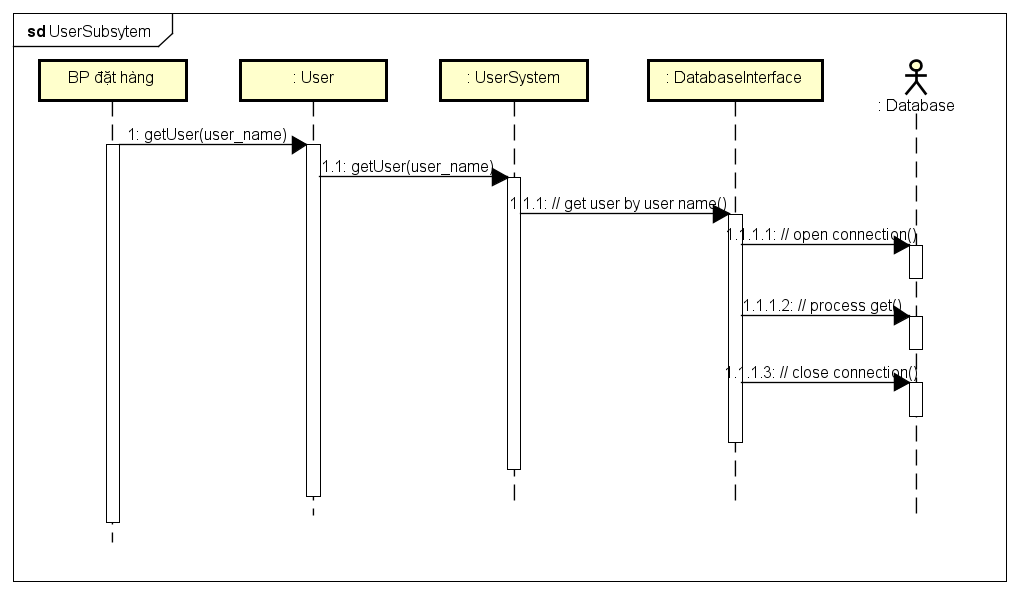 sd UserSubsytem
BP đặt hàng
: User
: UserSystem
: DatabaseInterface
: Database
1: getUser(user_name)
1.1: getUser(user_name)
1.1.1: // get user by user name()
1.1.1.1: // open connection()
1.1.1.2: // process get()
1.1.1.3: // close connection()